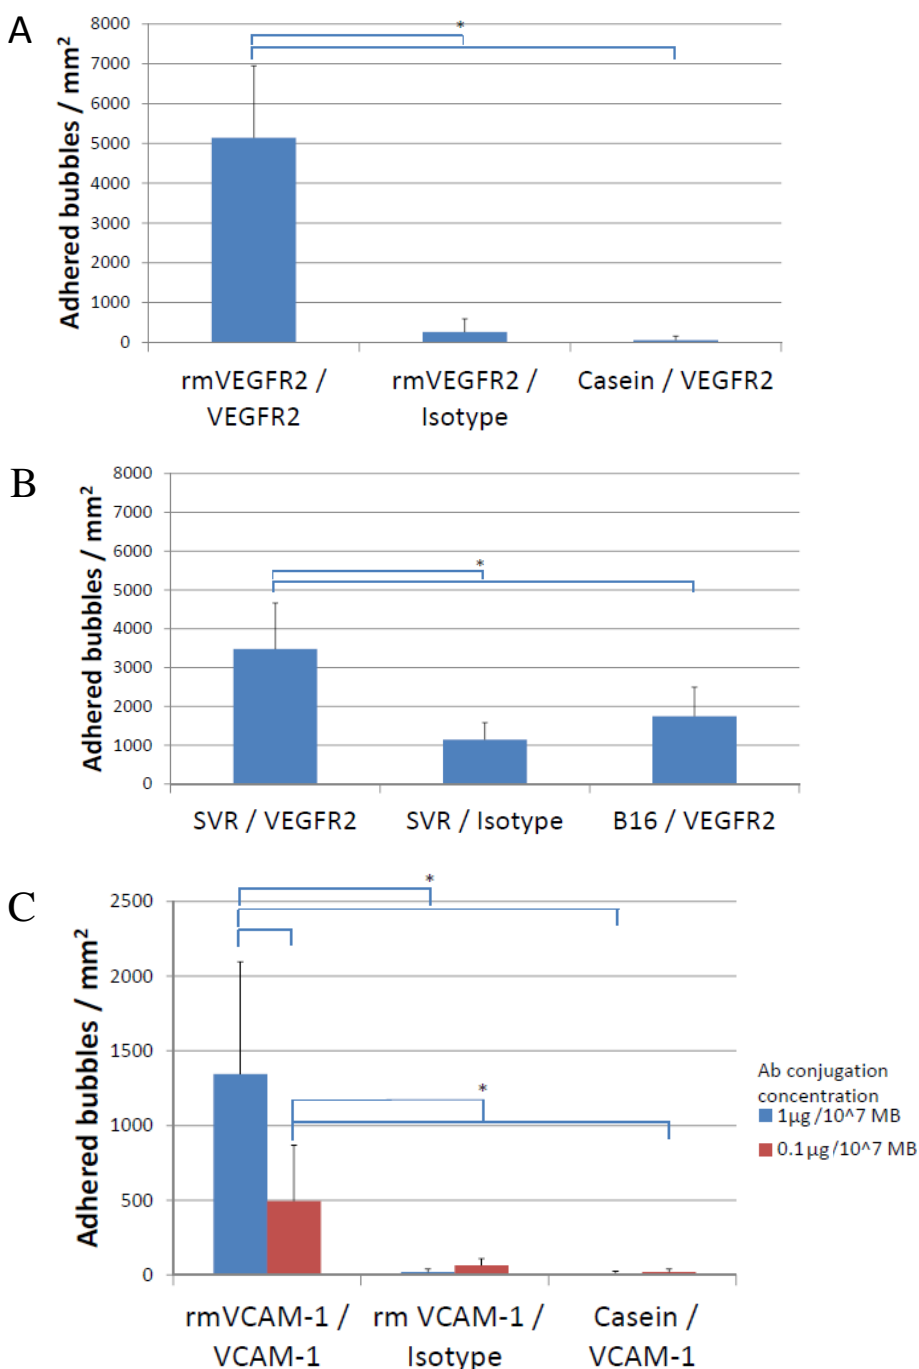 A
Adhered bubbles / mm²
8000
7000
6000
5000
4000
3000
2000
1000
0
*
rmVEGFR2 / VEGFR2
rmVEGFR2 / Isotype
Casein / VEGFR2
B
Adhered bubbles / mm²
8000
7000
6000
5000
4000
3000
2000
1000
0
*
SVR / VEGFR2
SVR / Isotype
B16 / VEGFR2
C
Adhered bubbles / mm²
2500
2000
1500
1000
500
0
*
*
Ab conjugation
concentration
1µg /10^7 MB
0.1µg/10^7 MB
rmVCAM-1 / VCAM-1
rm VCAM-1 / Isotype
Casein / VCAM-1